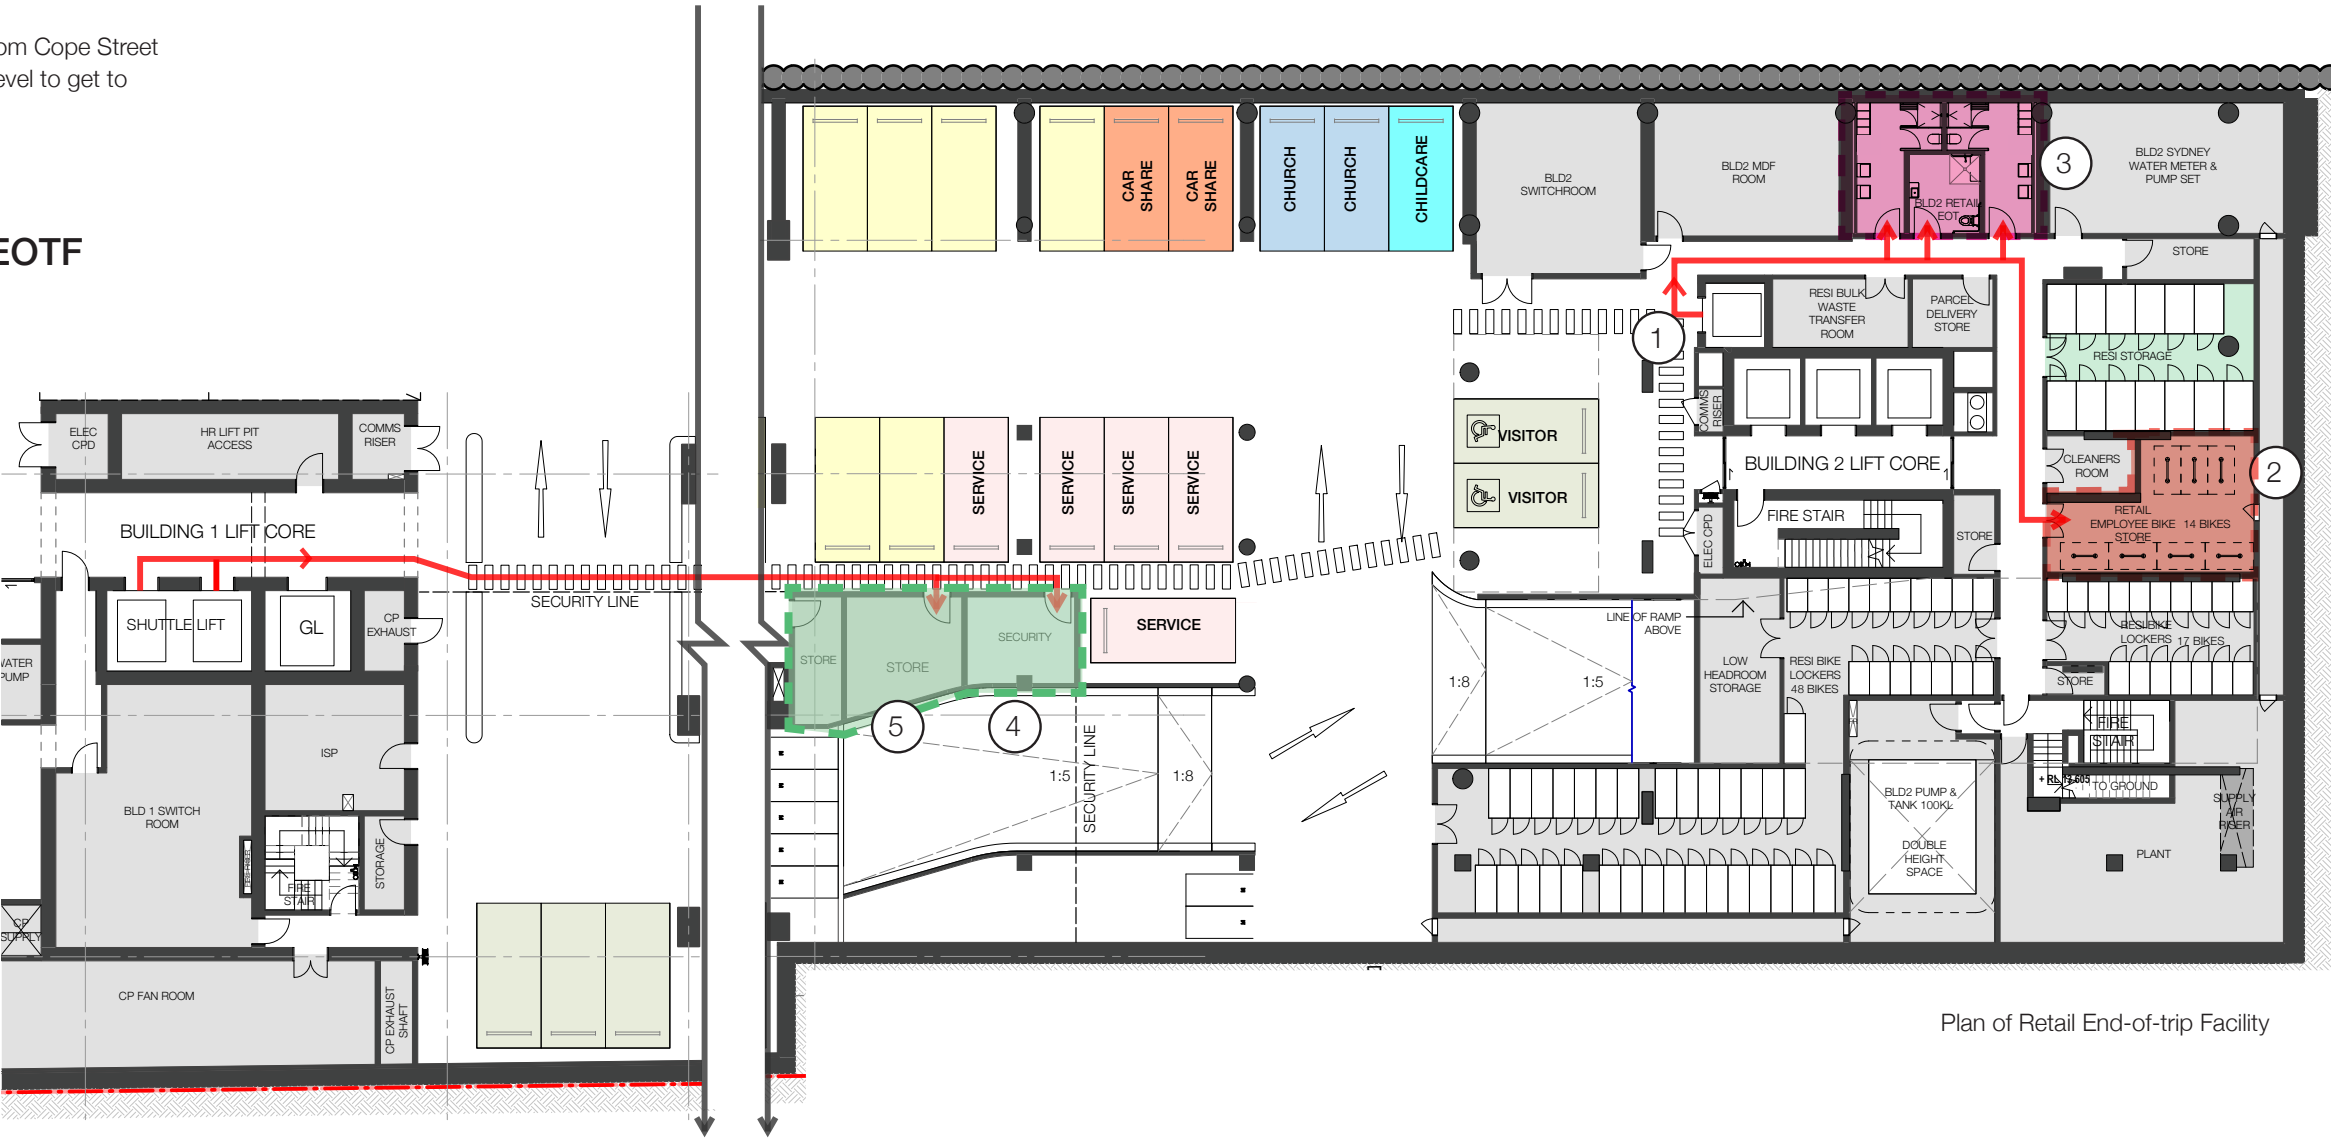 om Cope Street
evel to get to
EOTF
CAR
SHARE
CAR
SHARE
CHURCH
CHURCH
CHILDCARE
BLD2
SWITCHROOM
BLD2 MDF
ROOM
BLD2 RETAIL
EOT
3
BLD2 SYDNEY
WATER METER &
PUMP SET
STORE
1
RESI BULK
WASTE
TRANSFER
ROOM
PARCEL
DELIVERY
STORE
RESI STORAGE
COMMS
RISER
ELEC
CPD
HR LIFT PIT
ACCESS
COMMS
RISER
SERVICE
SERVICE
SERVICE
SERVICE
VISITOR
VISITOR
BUILDING 2 LIFT CORE
CLEANERS
ROOM
2
RETAIL
EMPLOYEE BIKE 14 BIKES
STORE
FIRE STAIR
ELEC CPD
STORE
BUILDING 1 LIFT CORE
SECURITY LINE
SHUTTLE LIFT
GL
CP
EXHAUST
STORE
STORE
SECURITY
SERVICE
LINE OF RAMP
ABOVE
1:8
1:5
LOW
HEADROOM
STORAGE
RESI BIKE
LOCKERS
48 BIKES
RESI BIKE
LOCKERS 17 BIKES
STORE
WATER
PUMP
ISP
5
4
1:5
SECURITY LINE
1:8
FIRE
STAIR
+ RL 13.605
TO GROUND
BLD 1 SWITCH
ROOM
BLD2 PUMP &
TANK 100KL
DOUBLE
HEIGHT
SPACE
SUPPLY
AIR
RISER
PLANT
STORAGE
FIRE
STAIR
CP
SUPPLY
CP FAN ROOM
CP EXHAUST
SHAFT
Plan of Retail End-of-trip Facility